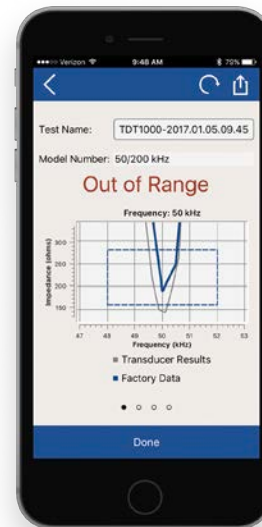 Verizon 9:48 AM 79%
Test Name: TDT1000-2017.01.05.09.45
Model Number: 50/200 kHz
Out of Range
Frequency: 50 kHz
Impedance (ohms)
300
250
200
150
47 48 49 50 51 52 53
Frequency (kHz)
Transducer Results
Factory Data
Done